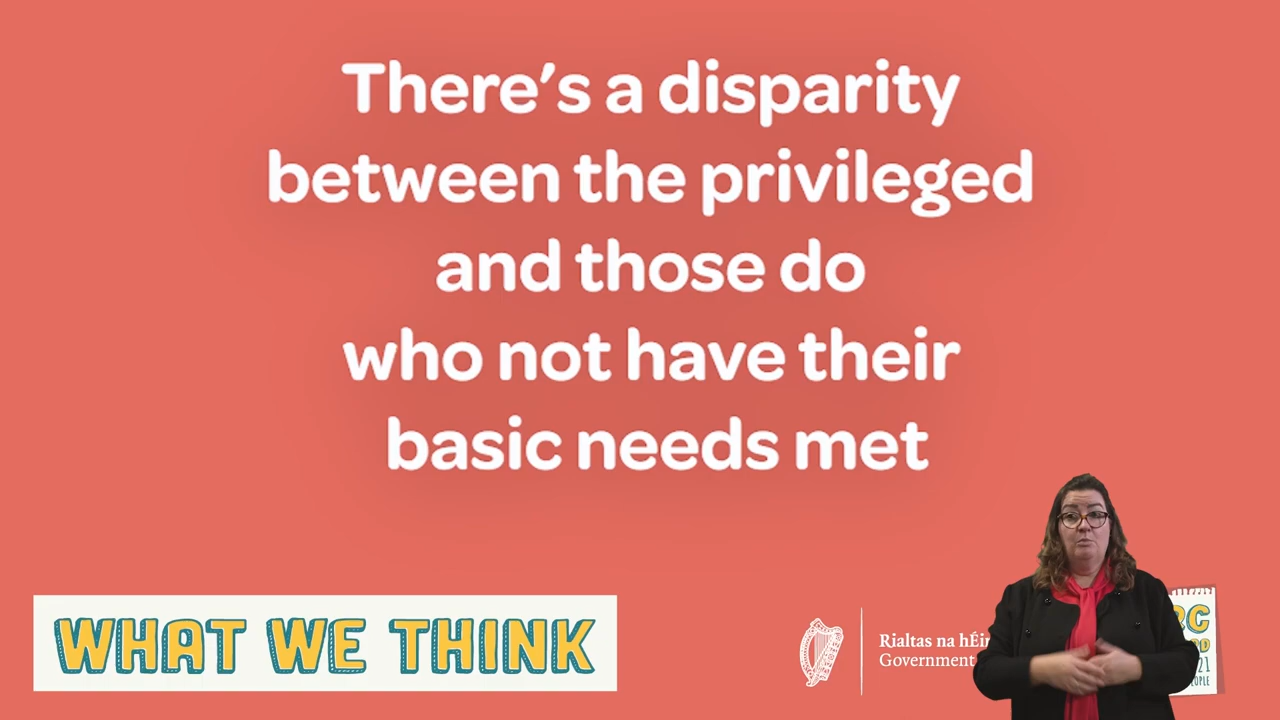 There's a disparity
between the privileged
and those do
who not have their
basic needs met
WHAT WE THINK
Rialtas na
Government
21